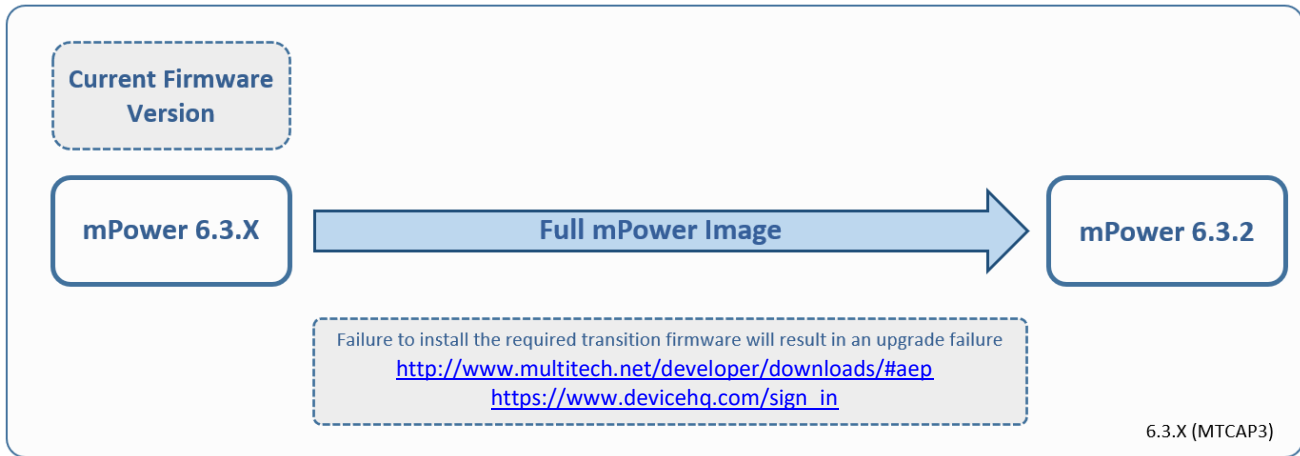 Current Firmware
Version
mPower 6.3.X
Full mPower Image
mPower 6.3.2
Failure to install the required transition firmware will result in an upgrade failure
http://www.multitech.net/developer/downloads/#aep
https://www.devicehq.com/sign_in
6.3.X (MTCAP3)